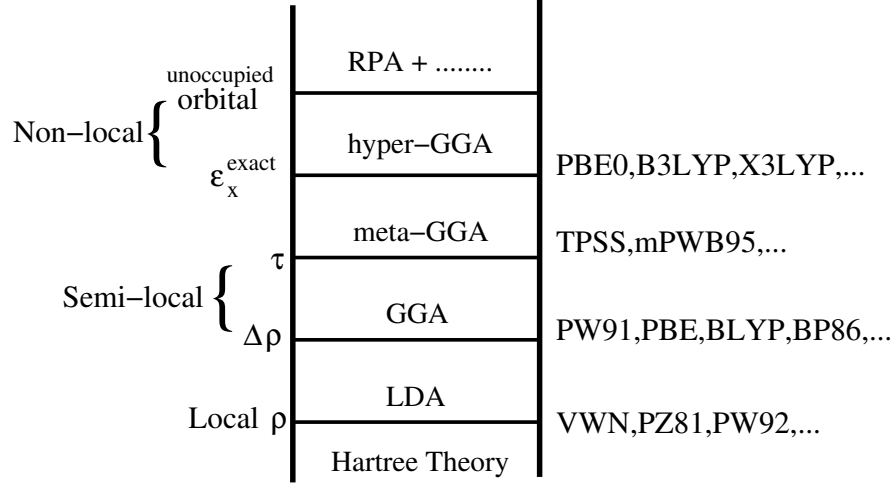 RPA + ........
unoccupied
orbital
Non−local {
hyper−GGA
ε_x^exact
PBE0,B3LYP,X3LYP,...
meta−GGA
TPSS,mPWB95,...
τ
Semi−local {
GGA
Δρ
PW91,PBE,BLYP,BP86,...
LDA
Local ρ
VWN,PZ81,PW92,...
Hartree Theory